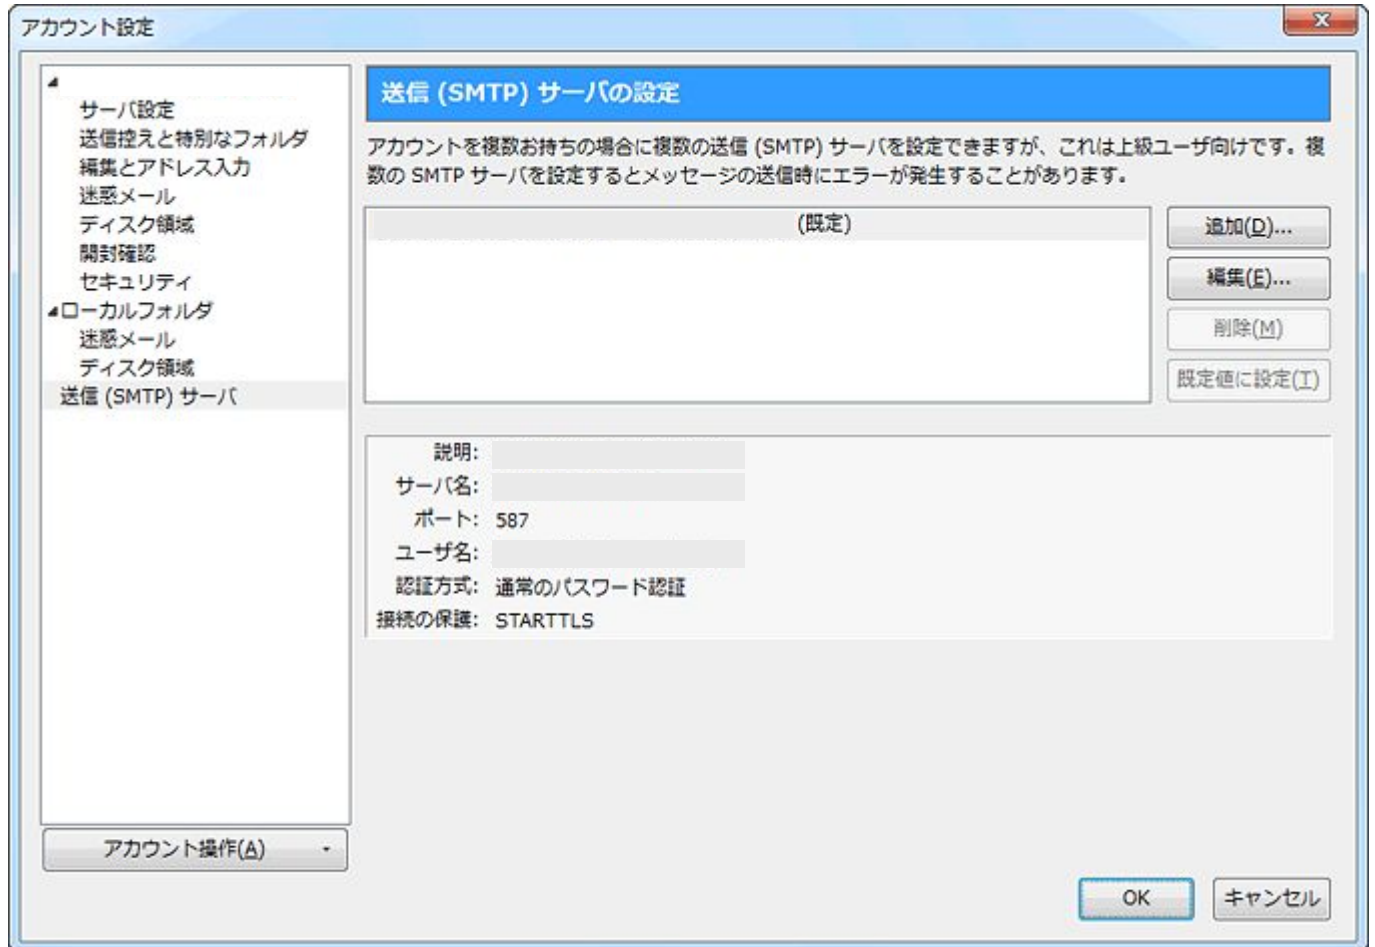 アカウント設定
サーバ設定
送信控えと特別なフォルダ
編集とアドレス入力
迷惑メール
ディスク領域
開封確認
セキュリティ
ローカルフォルダ
迷惑メール
ディスク領域
送信 (SMTP) サーバ
アカウント操作(A)
送信 (SMTP) サーバの設定
アカウントを複数お持ちの場合に複数の送信 (SMTP) サーバを設定できますが、これは上級ユーザ向けです。複
数の SMTP サーバを設定するとメッセージの送信時にエラーが発生することがあります。
(既定)
追加(D)...
編集(E)...
削除(M)
既定値に設定(T)
説明:
サーバ名:
ポート: 587
ユーザ名:
認証方式: 通常のパスワード認証
接続の保護: STARTTLS
OK
キャンセル